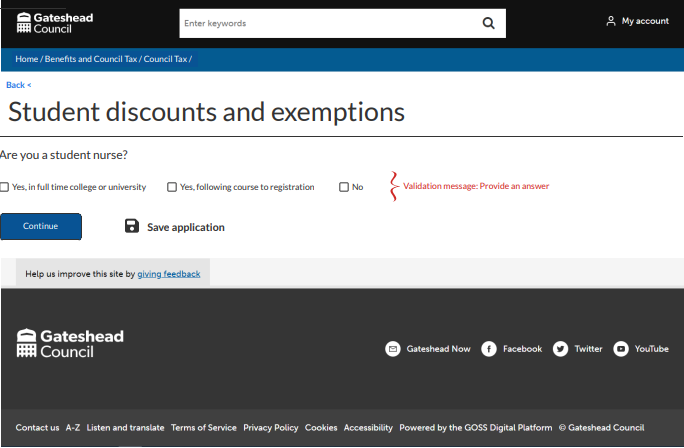 Gateshead
Council
Enter keywords
My account
Home / Benefits and Council Tax / Council Tax /
Back <
Student discounts and exemptions
Are you a student nurse?
Yes, in full time college or university Yes, following course to registration No Validation message: Provide an answer
Continue Save application
Help us improve this site by giving feedback
Gateshead
Council
Gateshead Now Facebook Twitter YouTube
Contact us A-Z Listen and translate Terms of Service Privacy Policy Cookies Accessibility Powered by the GOSS Digital Platform © Gateshead Council